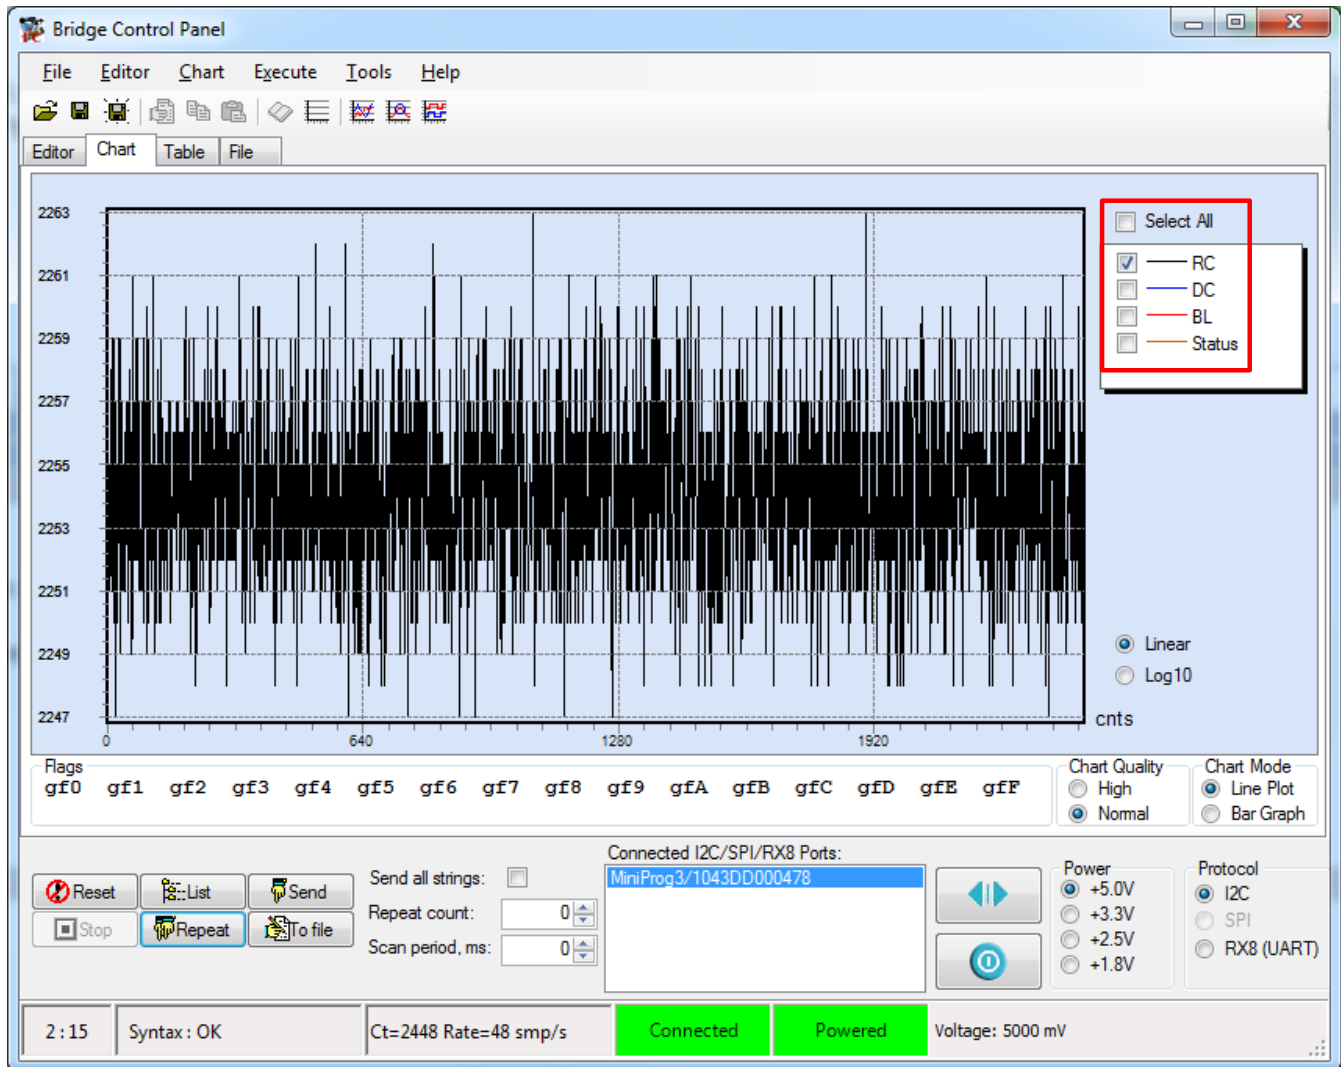 Bridge Control Panel
File Editor Chart Execute Tools Help
Editor Chart Table File
2263
2261
2259
2257
2255
2253
2251
2249
2247
0 640 1280 1920
cnts
Select All
RC
DC
BL
Status
Linear
Log10
Flags
gf0 gf1 gf2 gf3 gf4 gf5 gf6 gf7 gf8 gf9 gfA gfB gfC gfD gfE gfF
Chart Quality
High
Normal
Chart Mode
Line Plot
Bar Graph
Reset List Send
Stop Repeat To file
Send all strings:
Repeat count: 0
Scan period, ms: 0
Connected I2C/SPI/RX8 Ports:
MiniProg3/1043DD000478
Power
+5.0V
+3.3V
+2.5V
+1.8V
Protocol
I2C
SPI
RX8 (UART)
2:15 Syntax : OK Ct=2448 Rate=48 smp/s Connected Powered Voltage: 5000 mV